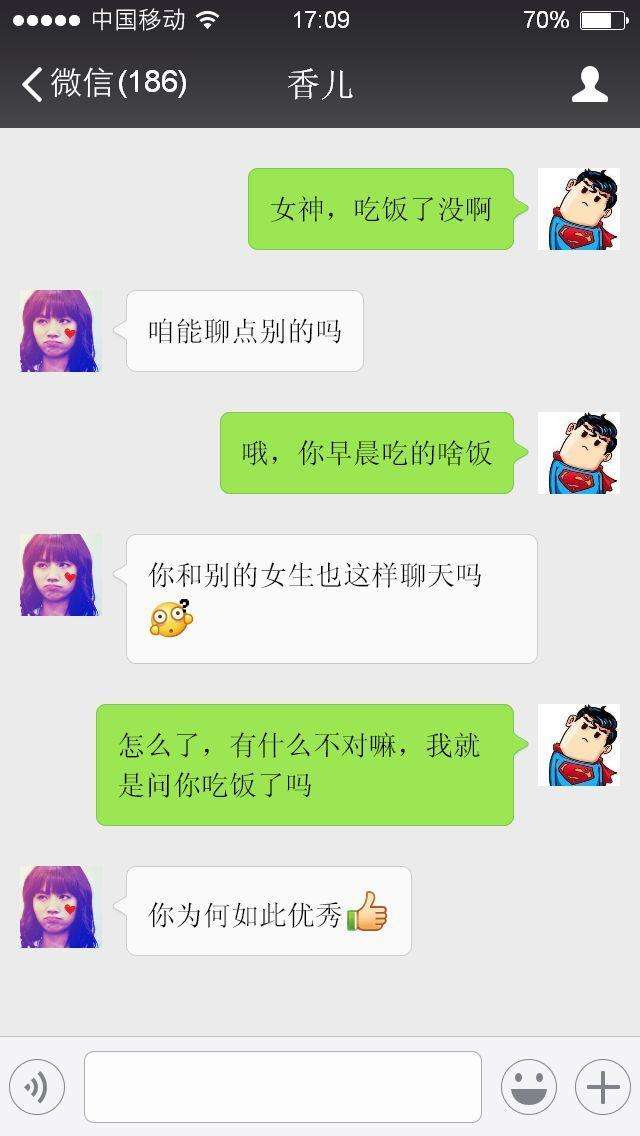 中国移动 17:09 70%
微信(186) 香儿
女神，吃饭了没啊
咱能聊点别的吗
哦，你早晨吃的啥饭
你和别的女生也这样聊天吗
怎么了，有什么不对嘛，我就
是问你吃饭了吗
你为何如此优秀